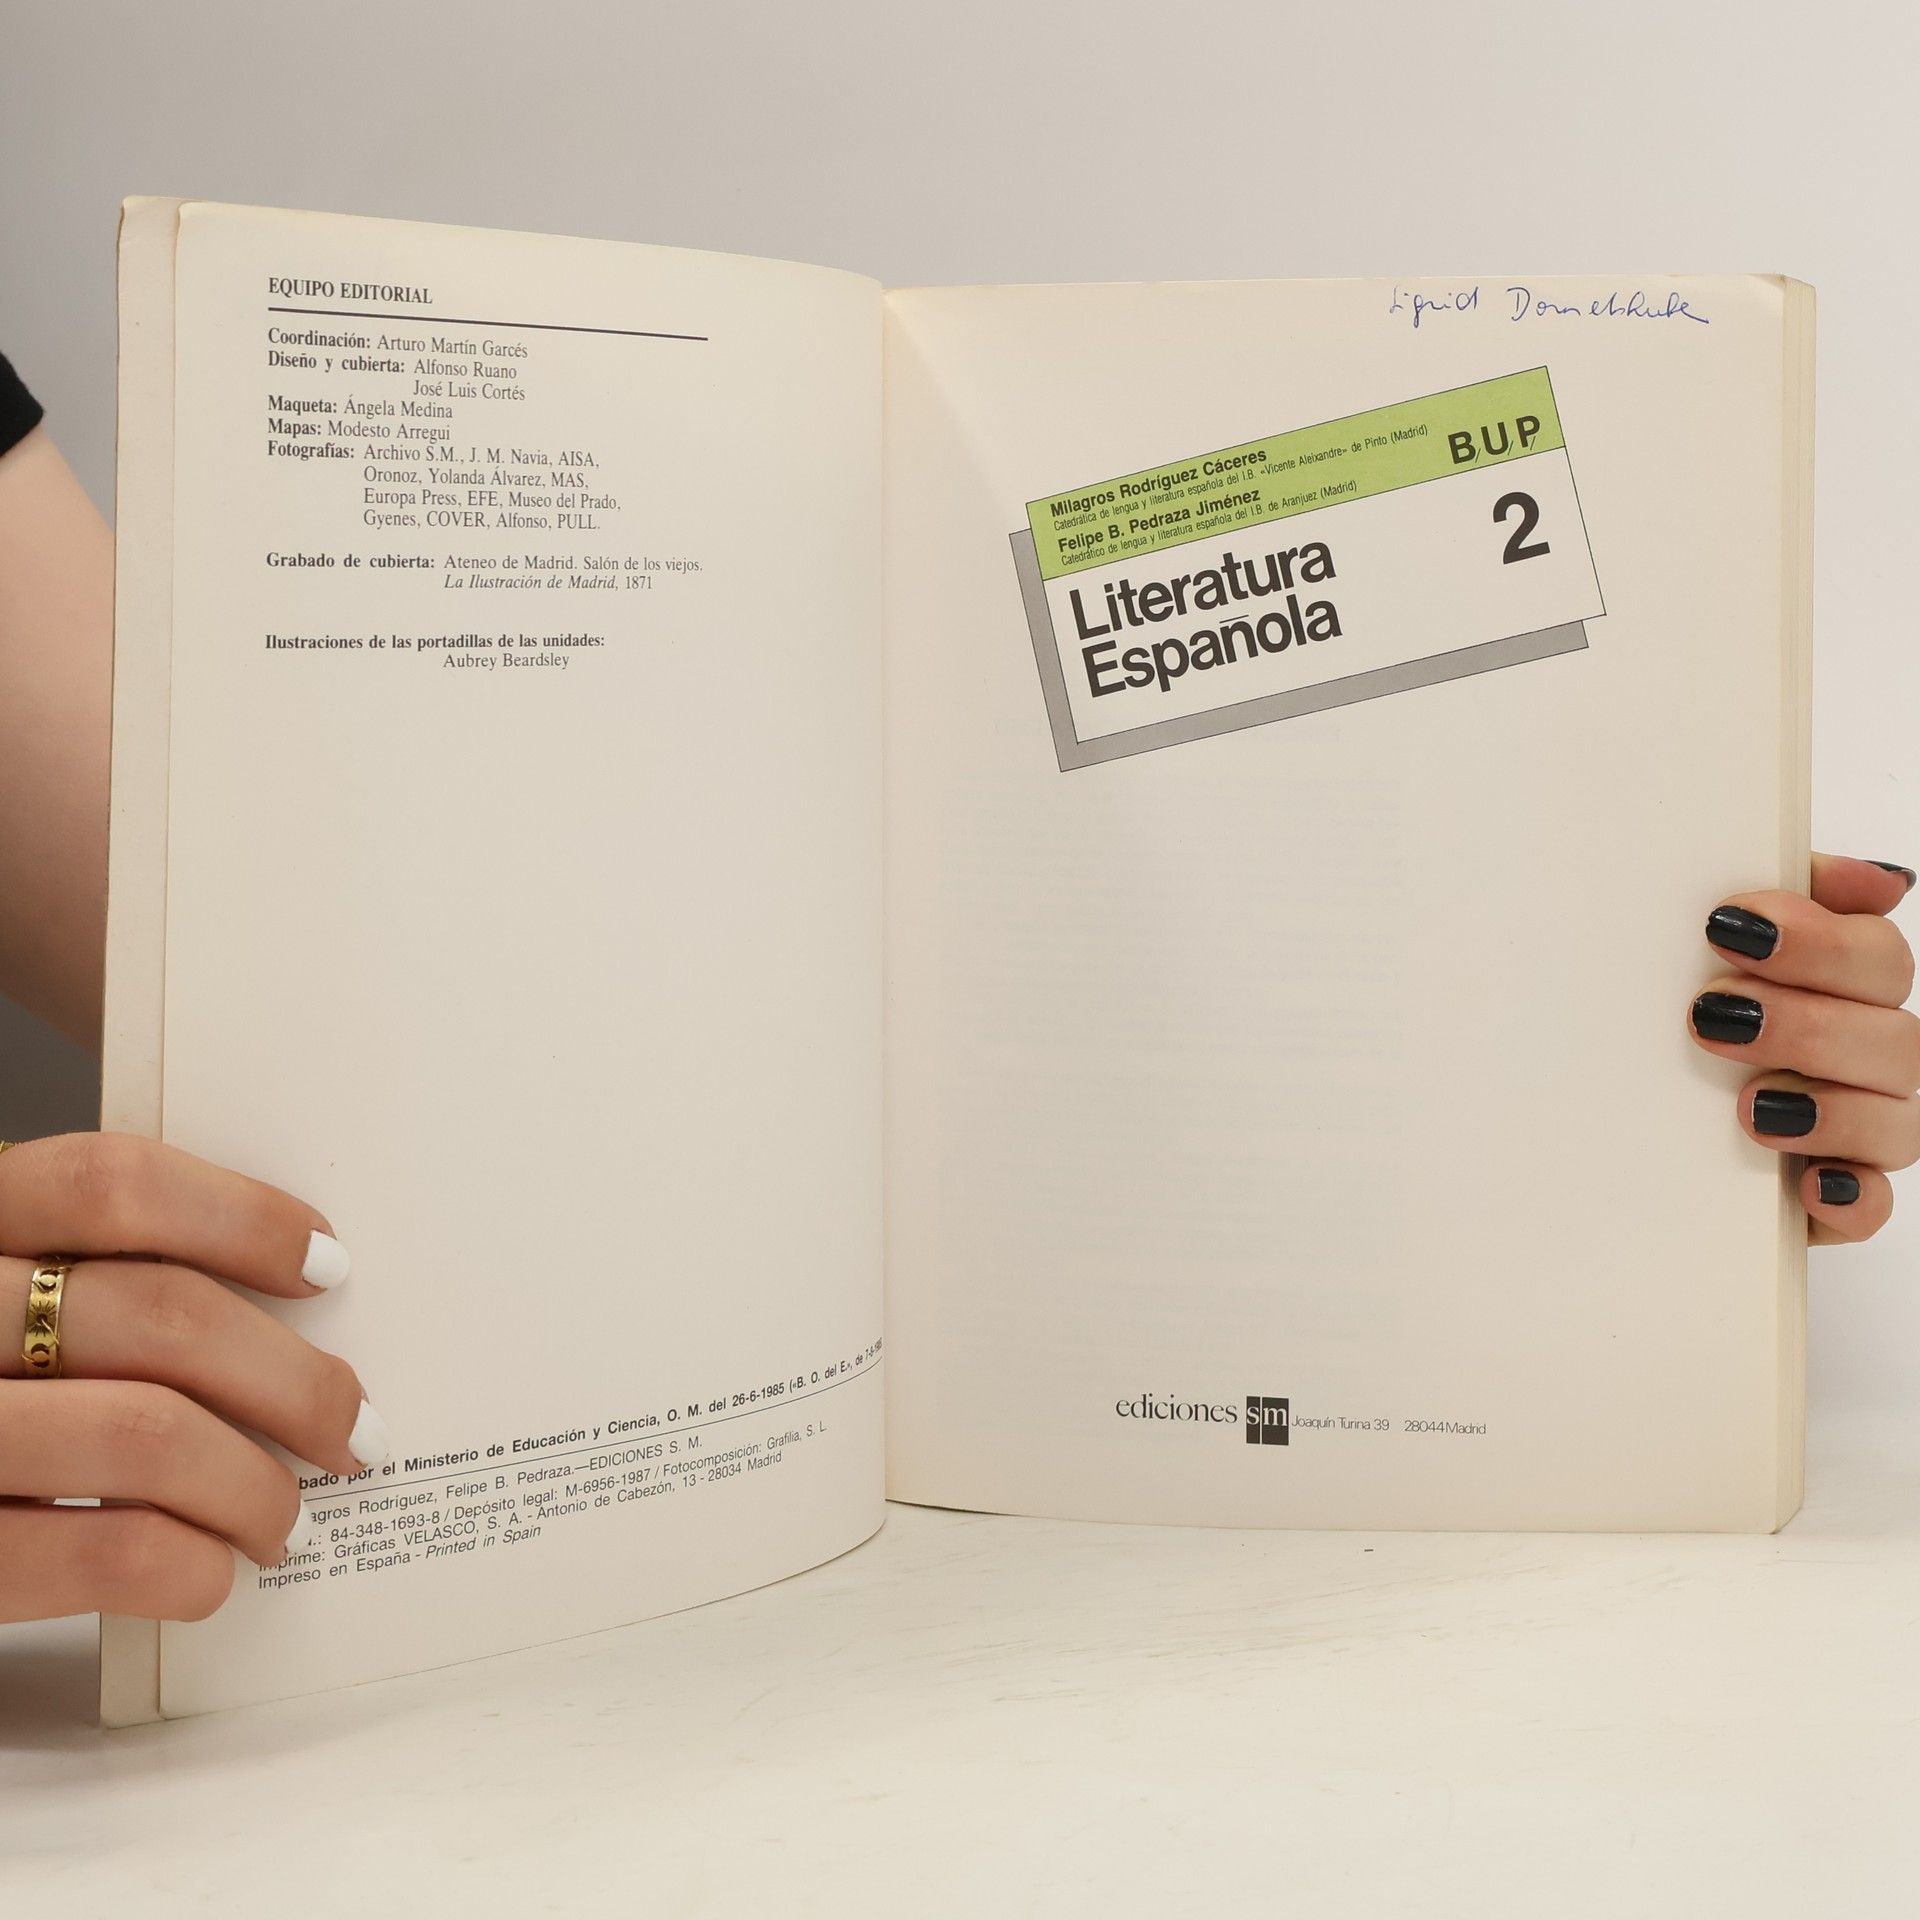 EQUIPO EDITORIAL
Coordinación: Arturo Martín Garcés
Diseño y cubierta: Alfonso Ruano
José Luis Cortés
Maqueta: Ángela Medina
Mapas: Modesto Arregui
Fotografías: Archivo S.M., J. M. Navia, AISA,
Oronoz, Yolanda Álvarez, MAS,
Europa Press, EFE, Museo del Prado,
Gyenes, COVER, Alfonso, PULL.
Grabado de cubierta: Ateneo de Madrid. Salón de los viejos.
La Ilustración de Madrid, 1871
Ilustraciones de las portadillas de las unidades:
Aubrey Beardsley
bado por el Ministerio de Educación y Ciencia, O. M. del 26-6-1985 («B. O. del E.», de
agros Rodríguez, Felipe B. Pedraza.—EDICIONES S. M.
84-348-1693-8 / Depósito legal: M-6956-1987 / Fotocomposición: Grafilia, S. L
prime: Gráficas VELASCO, S. A. - Antonio de Cabezón, 13 - 28034 Madrid
Impreso en España - Printed in Spain
Sigrid
Milagros Rodríguez Cáceres
Catedrática de lengua y literatura española del I.B. «Vicente Aleixandre» de Pinto (Madrid)
Felipe B. Pedraza Jiménez
Catedrático de lengua y literatura española del I.B. de Aranjuez (Madrid)
B.U.P.
Literatura
Española
2
ediciones sm Joaquín Turina 39 28044 Madrid